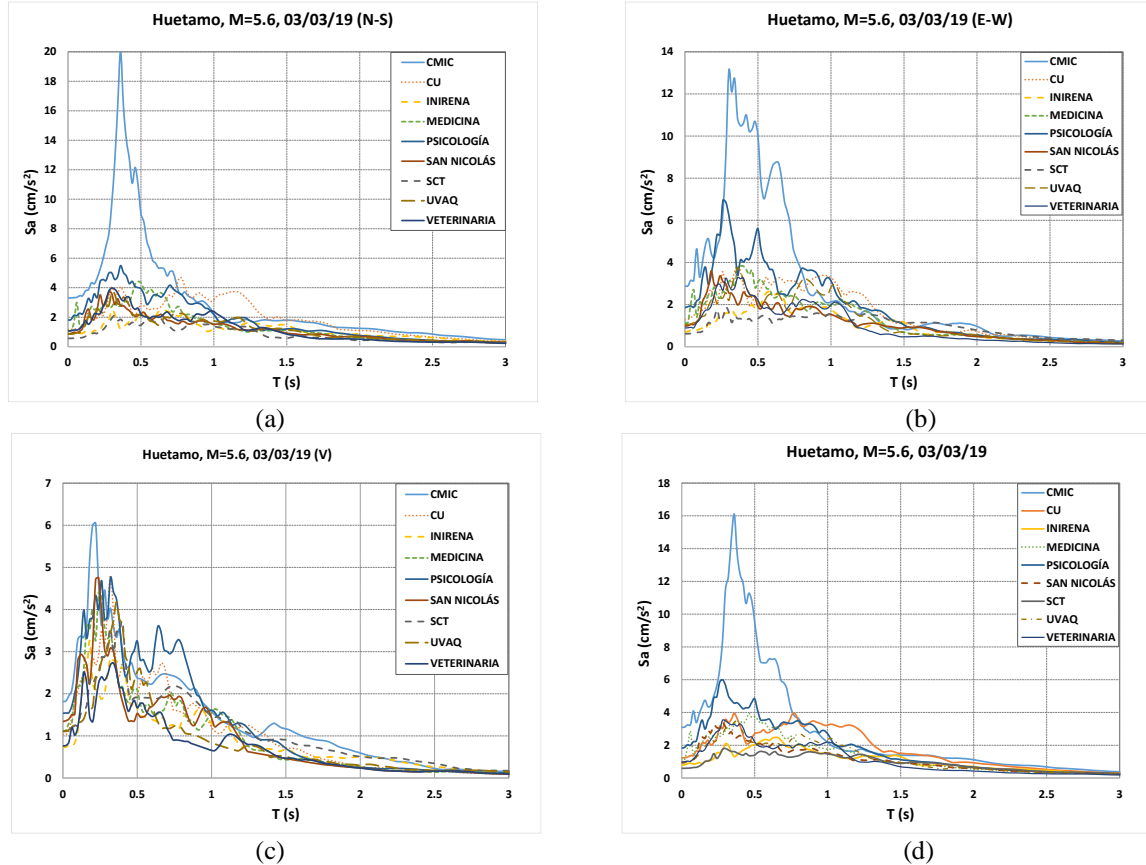 Huetamo, M=5.6, 03/03/19 (N-S)
Sa (cm/s²)
20
18
16
14
12
10
8
6
4
2
0
0
0.5
1
1.5
2
2.5
3
T (s)
CMIC
CU
INIRENA
MEDICINA
PSICOLOGÍA
SAN NICOLÁS
SCT
UVAQ
VETERINARIA
(a)
Huetamo, M=5.6, 03/03/19 (E-W)
Sa (cm/s²)
14
12
10
8
6
4
2
0
0
0.5
1
1.5
2
2.5
3
T (s)
CMIC
CU
INIRENA
MEDICINA
PSICOLOGÍA
SAN NICOLÁS
SCT
UVAQ
VETERINARIA
(b)
Huetamo, M=5.6, 03/03/19 (V)
Sa (cm/s²)
7
6
5
4
3
2
1
0
0
0.5
1
1.5
2
2.5
3
T (s)
CMIC
CU
INIRENA
MEDICINA
PSICOLOGÍA
SAN NICOLÁS
SCT
UVAQ
VETERINARIA
(c)
Huetamo, M=5.6, 03/03/19
Sa (cm/s²)
18
16
14
12
10
8
6
4
2
0
0
0.5
1
1.5
2
2.5
3
T (s)
CMIC
CU
INIRENA
MEDICINA
PSICOLOGÍA
SAN NICOLÁS
SCT
UVAQ
VETERINARIA
(d)